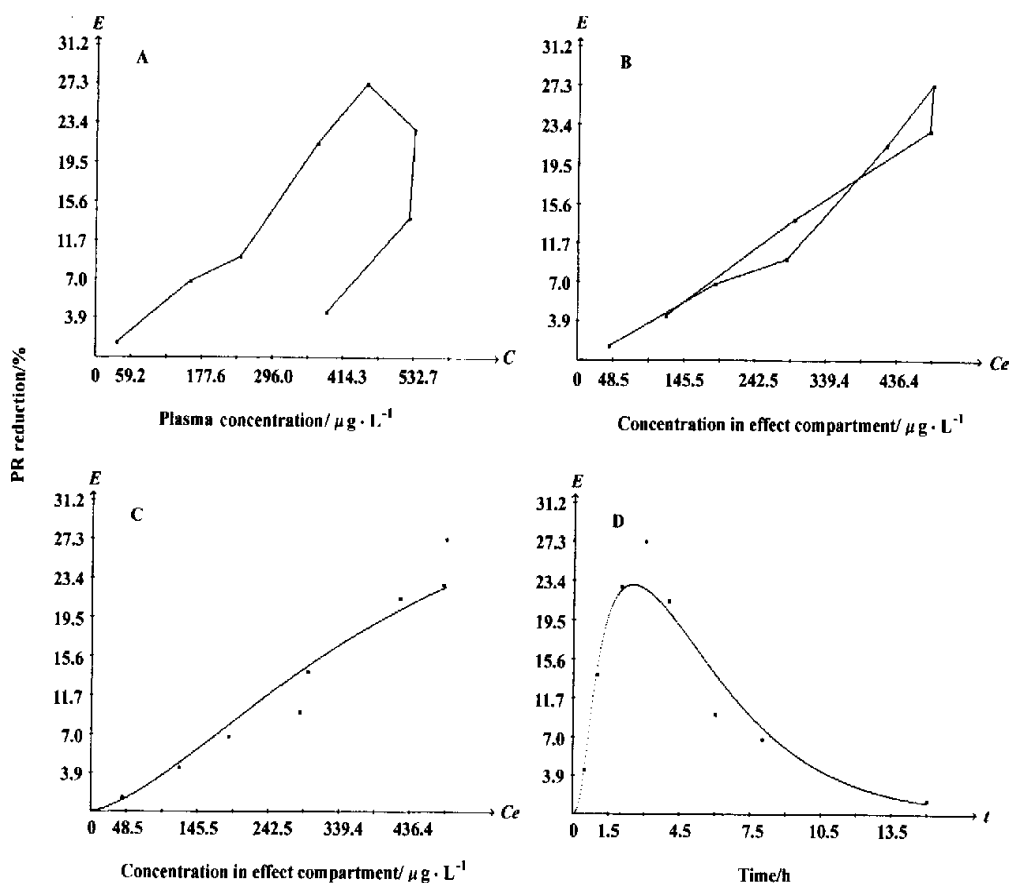 E
31.2
A
27.3
23.4
19.5
15.6
11.7
7.0
3.9
0 59.2 177.6 296.0 414.3 532.7 C
Plasma concentration/ μg · L⁻¹
E
31.2
B
27.3
23.4
19.5
15.6
11.7
7.0
3.9
0 48.5 145.5 242.5 339.4 436.4 Ce
Concentration in effect compartment/ μg · L⁻¹
PR reduction/%
E
31.2
C
27.3
23.4
19.5
15.6
11.7
7.0
3.9
0 48.5 145.5 242.5 339.4 436.4 Ce
Concentration in effect compartment/ μg · L⁻¹
E
31.2
D
27.3
23.4
19.5
15.6
11.7
7.0
3.9
0 1.5 4.5 7.5 10.5 13.5 t
Time/h